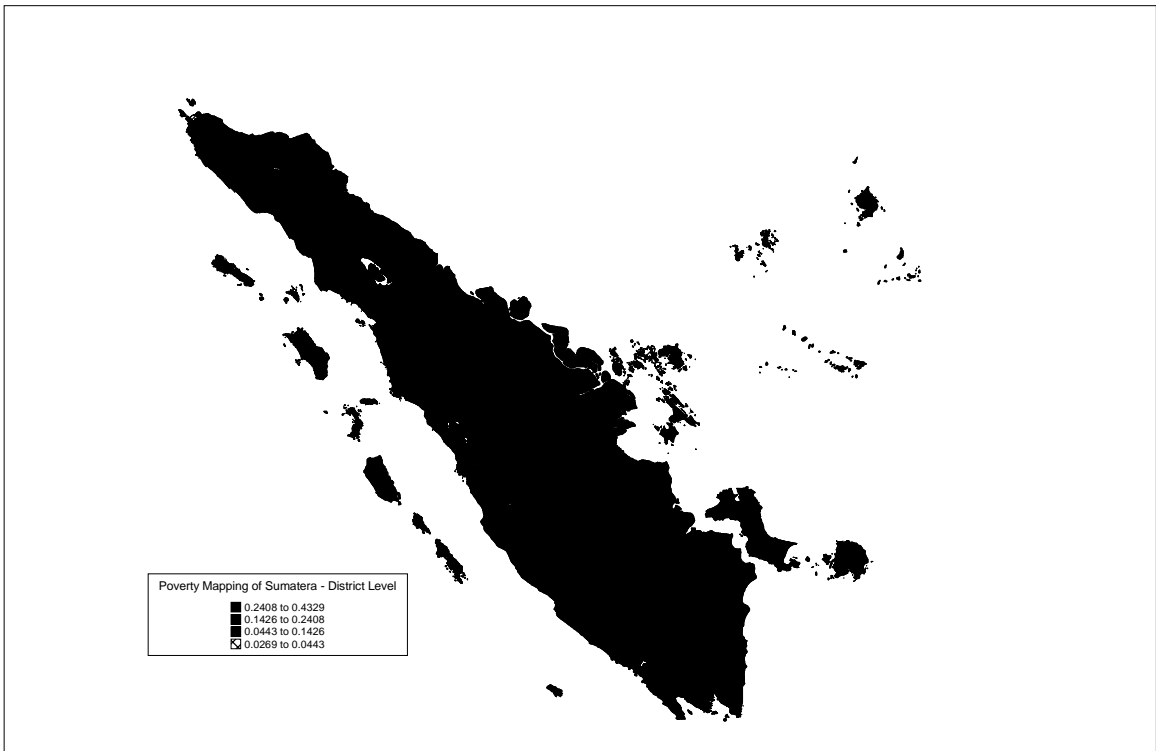 Poverty Mapping of Sumatera - District Level
0.2408 to 0.4329
0.1426 to 0.2408
0.0443 to 0.1426
0.0269 to 0.0443